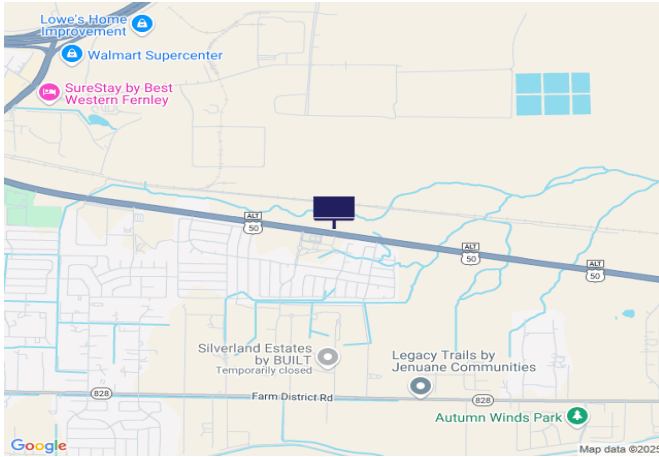 Lowe's Home
Improvement
Walmart Supercenter
SureStay by Best
Western Fernley
ALT
50
ALT
50
ALT
50
Silverland Estates
by BUILT
Temporarily closed
Legacy Trails by
Jenuane Communities
828
Farm District Rd
828
Autumn Winds Park
Google
Map data ©2025